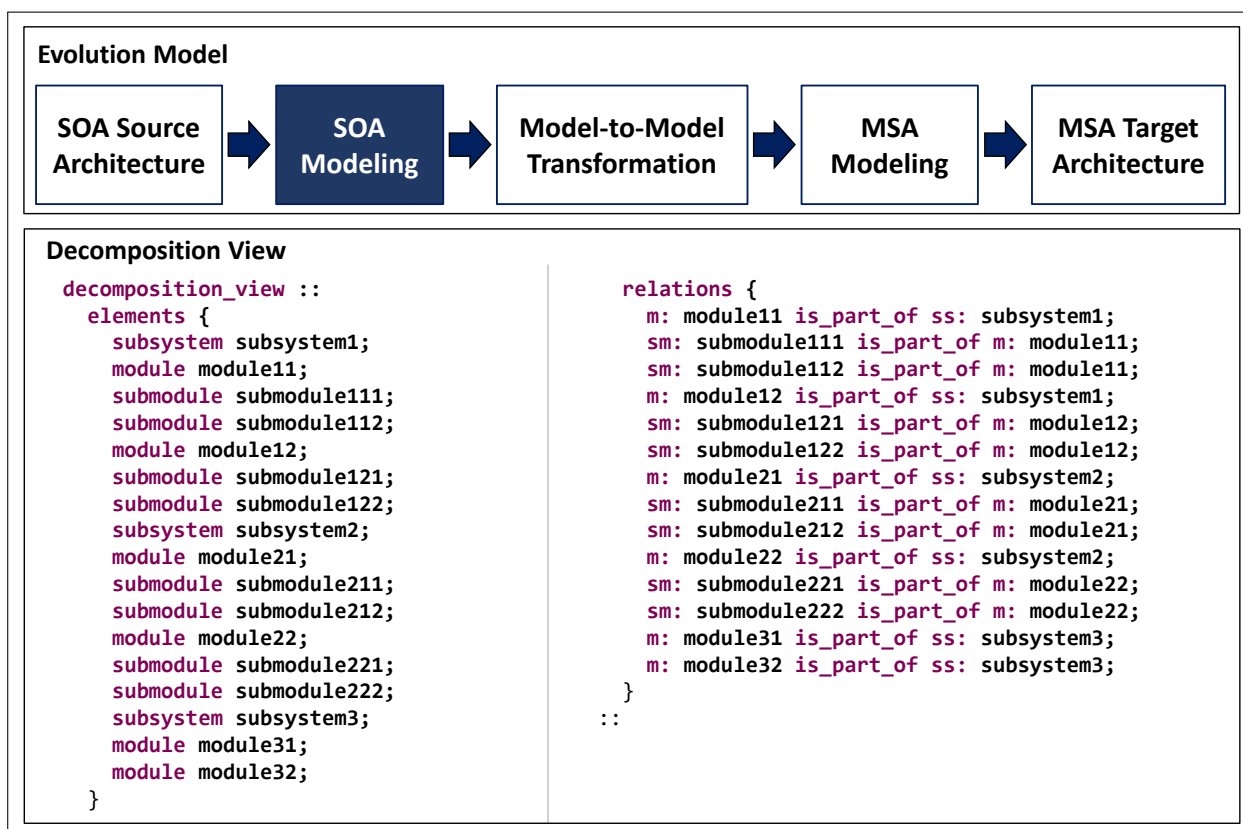 Evolution Model
SOA Source
Architecture
SOA
Modeling
Model-to-Model
Transformation
MSA
Modeling
MSA Target
Architecture
Decomposition View
decomposition_view ::
elements {
subsystem subsystem1;
module module11;
submodule submodule111;
submodule submodule112;
module module12;
submodule submodule121;
submodule submodule122;
subsystem subsystem2;
module module21;
submodule submodule211;
submodule submodule212;
module module22;
submodule submodule221;
submodule submodule222;
subsystem subsystem3;
module module31;
module module32;
}
relations {
m: module11 is_part_of ss: subsystem1;
sm: submodule111 is_part_of m: module11;
sm: submodule112 is_part_of m: module11;
m: module12 is_part_of ss: subsystem1;
sm: submodule121 is_part_of m: module12;
sm: submodule122 is_part_of m: module12;
m: module21 is_part_of ss: subsystem2;
sm: submodule211 is_part_of m: module21;
sm: submodule212 is_part_of m: module21;
m: module22 is_part_of ss: subsystem2;
sm: submodule221 is_part_of m: module22;
sm: submodule222 is_part_of m: module22;
m: module31 is_part_of ss: subsystem3;
m: module32 is_part_of ss: subsystem3;
}
::